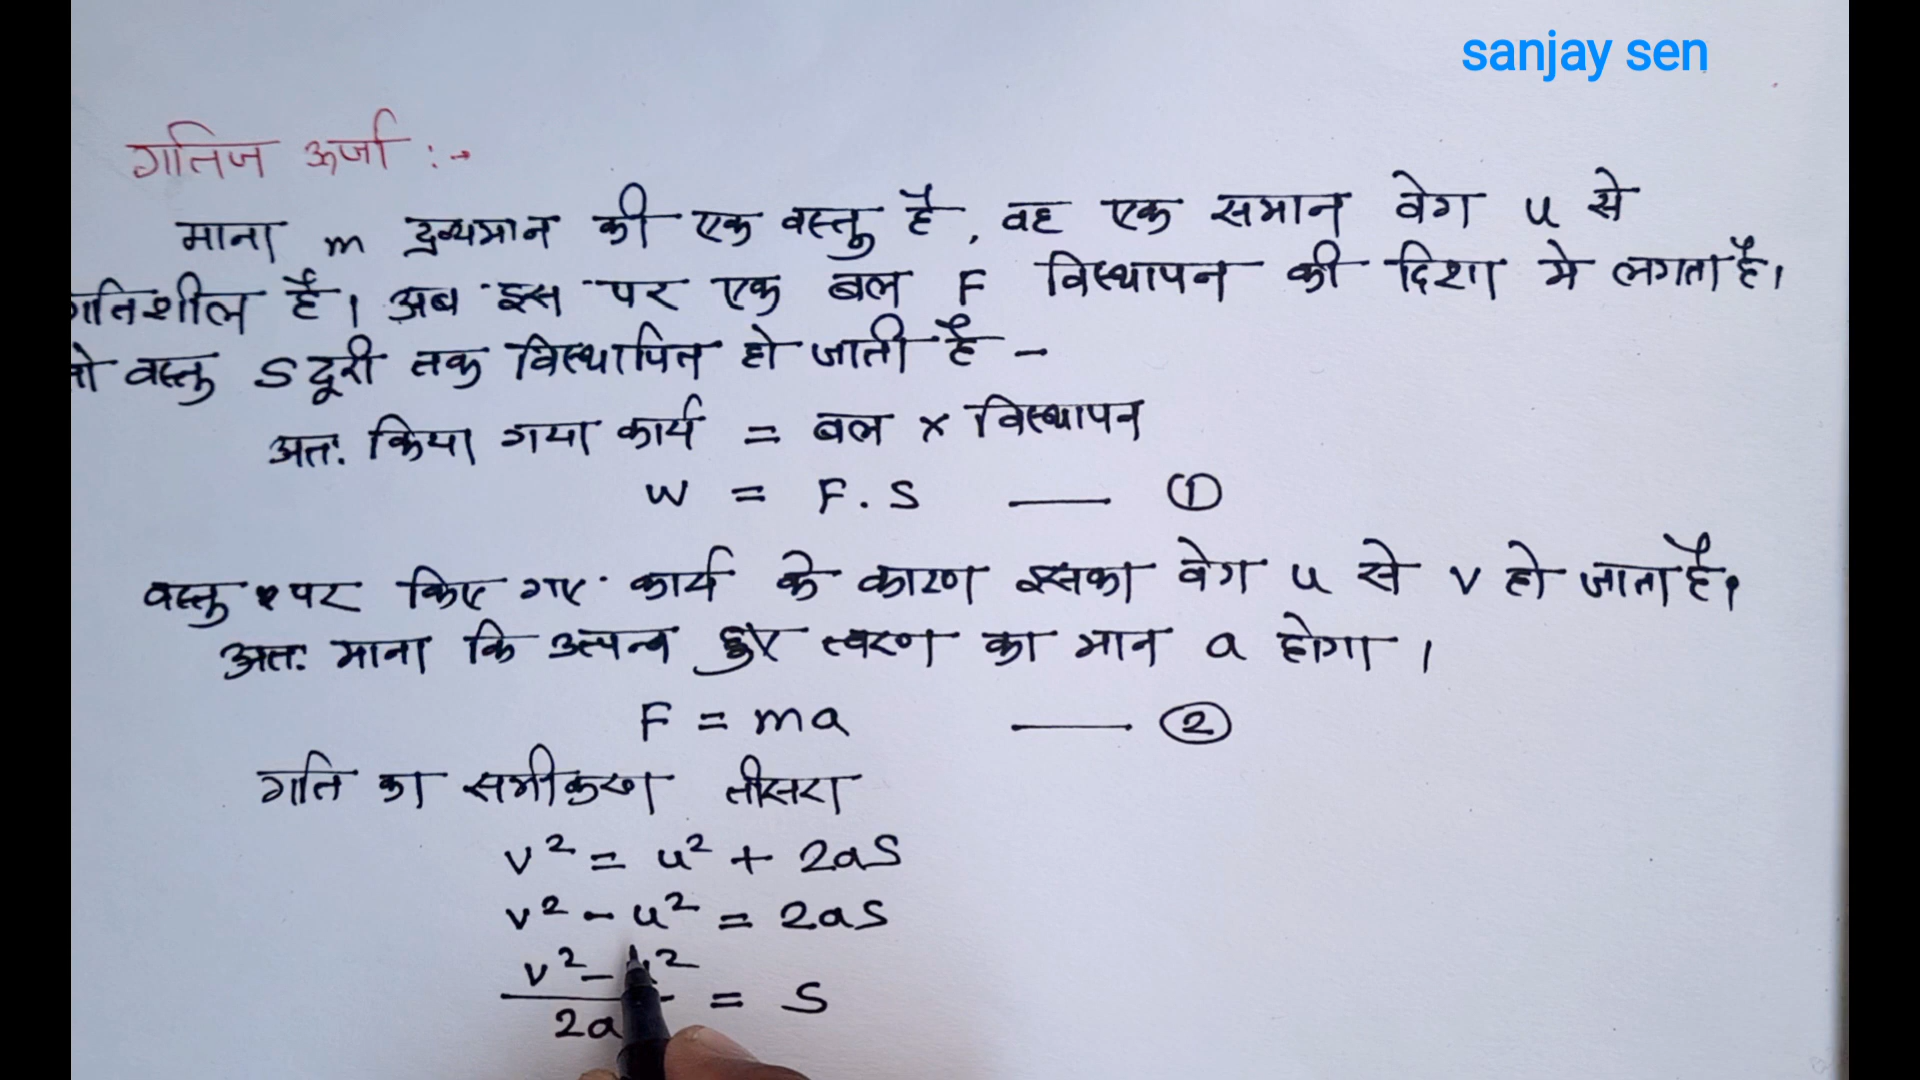 sanjay sen
गतिज ऊर्जा :→
माना m द्रव्यमान की एक वस्तु है, वह एक समान वेग u से
गतिशील है। अब इस पर एक बल F विस्थापन की दिशा मे लगता है।
तो वस्तु S दूरी तक विस्थापित हो जाती है -
अतः किया गया कार्य = बल × विस्थापन
W = F.S —— ①
वस्तु पर किए गए कार्य के कारण इसका वेग u से v हो जाता है।
अतः माना कि उत्पन्न हुए त्वरण का मान a होगा ।
F = ma —— ②
गति का समीकरण तीसरा
v² = u² + 2aS
v² - u² = 2aS
v² - u²
2a
= S